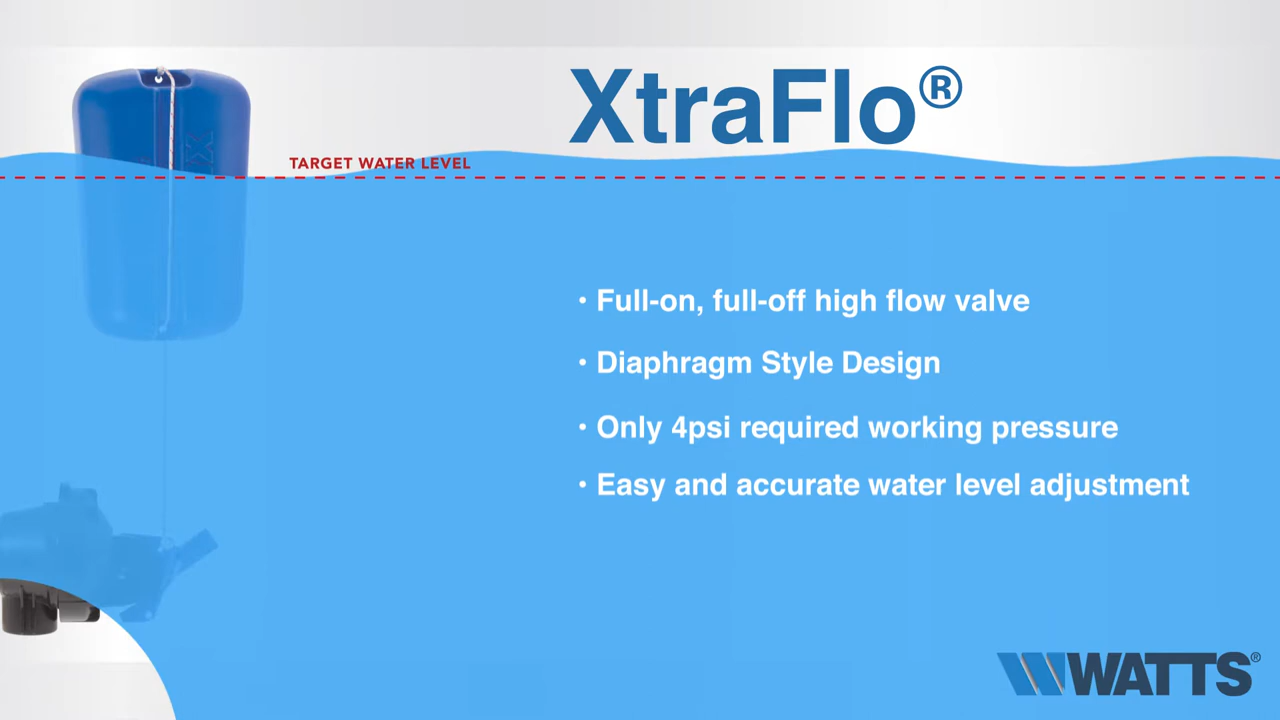 XtraFlo®
TARGET WATER LEVEL
• Full-on, full-off high flow valve
• Diaphragm Style Design
• Only 4psi required working pressure
• Easy and accurate water level adjustment
WATTS®